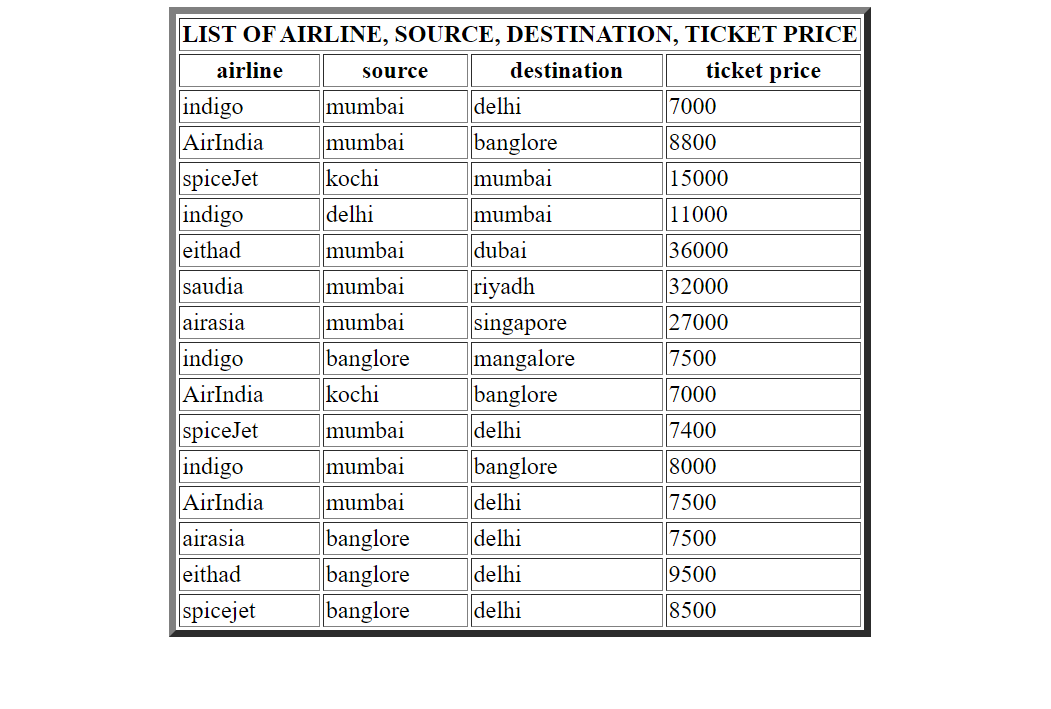 LIST OF AIRLINE, SOURCE, DESTINATION, TICKET PRICE
airline source destination ticket price
indigo mumbai delhi 7000
AirIndia mumbai banglore 8800
spiceJet kochi mumbai 15000
indigo delhi mumbai 11000
eithad mumbai dubai 36000
saudia mumbai riyadh 32000
airasia mumbai singapore 27000
indigo banglore mangalore 7500
AirIndia kochi banglore 7000
spiceJet mumbai delhi 7400
indigo mumbai banglore 8000
AirIndia mumbai delhi 7500
airasia banglore delhi 7500
eithad banglore delhi 9500
spicejet banglore delhi 8500